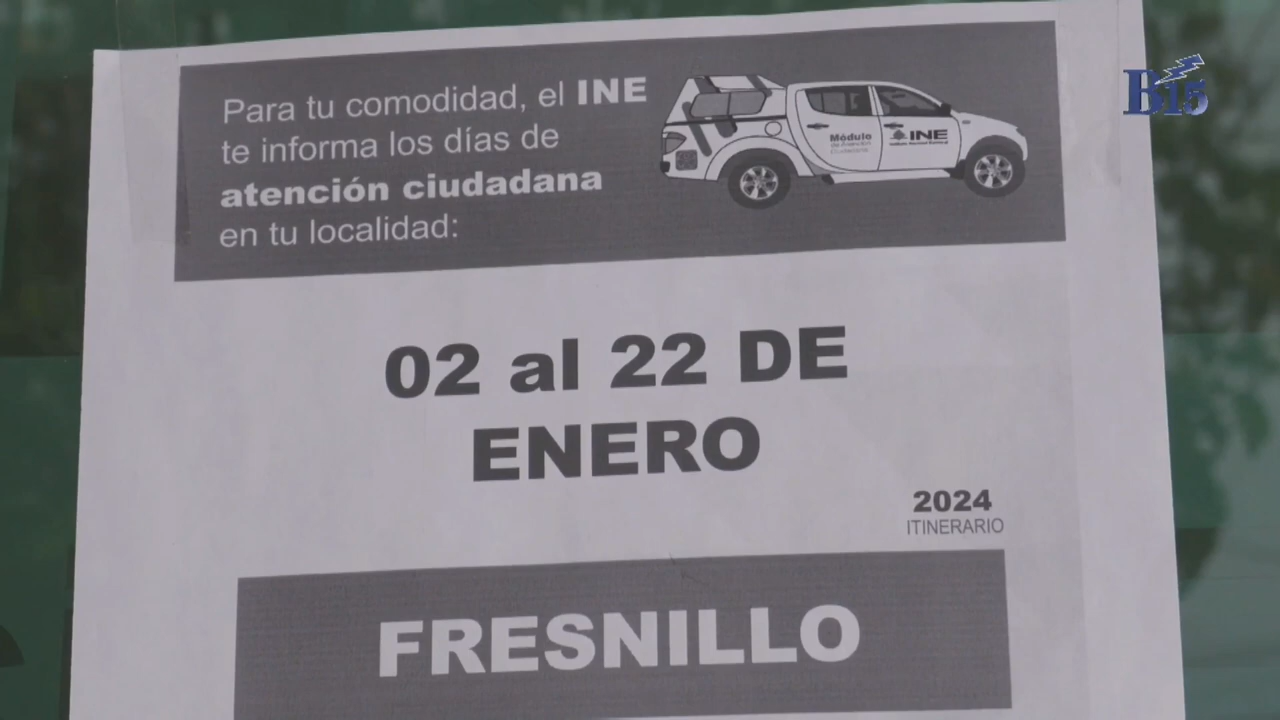 Para tu comodidad, el INE
te informa los días de
atención ciudadana
en tu localidad:
Módulo
INE
B15
02 al 22 DE
ENERO
2024
ITINERARIO
FRESNILLO